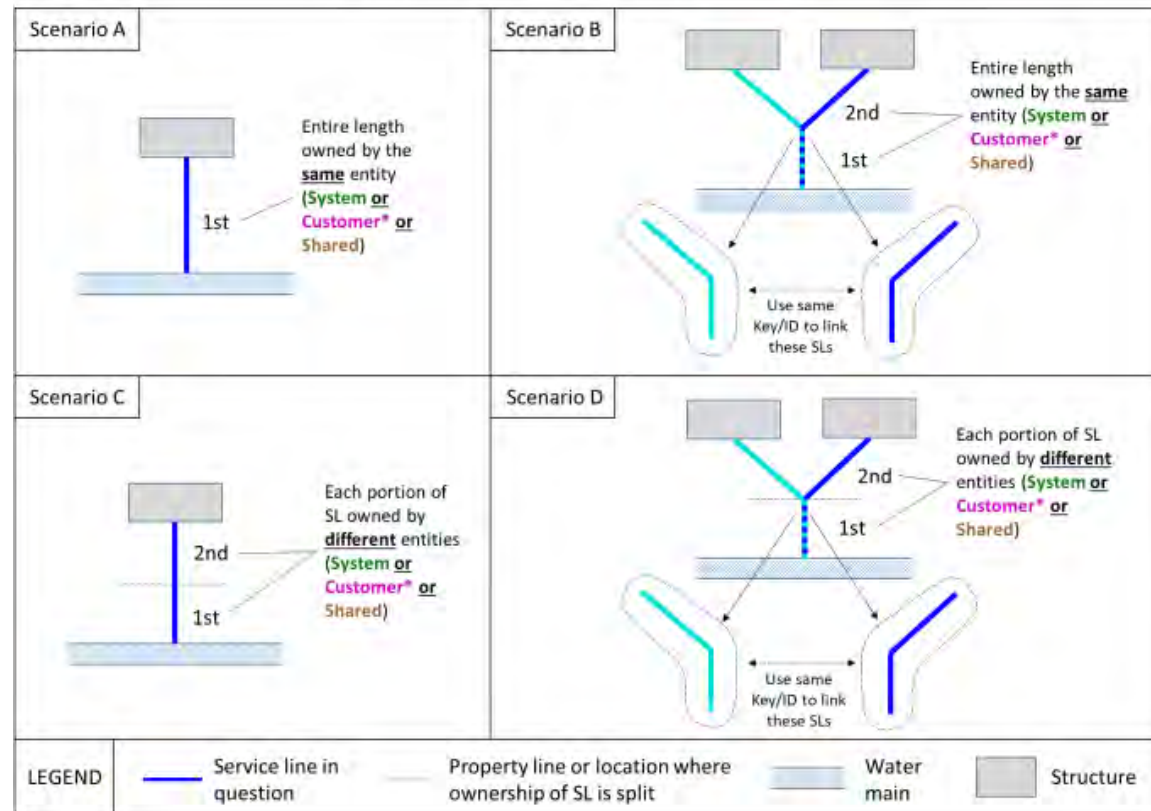 Scenario A
1st
Entire length
owned by the
same entity
(System or
Customer* or
Shared)
Scenario B
2nd
1st
Entire length
owned by the same
entity (System or
Customer* or
Shared)
Use same
Key/ID to link
these SLs
Scenario C
2nd
1st
Each portion of
SL owned by
different entities
(System or
Customer* or
Shared)
Scenario D
2nd
1st
Each portion of SL
owned by different
entities (System or
Customer* or
Shared)
Use same
Key/ID to link
these SLs
LEGEND
Service line in
question
Property line or location where
ownership of SL is split
Water
main
Structure